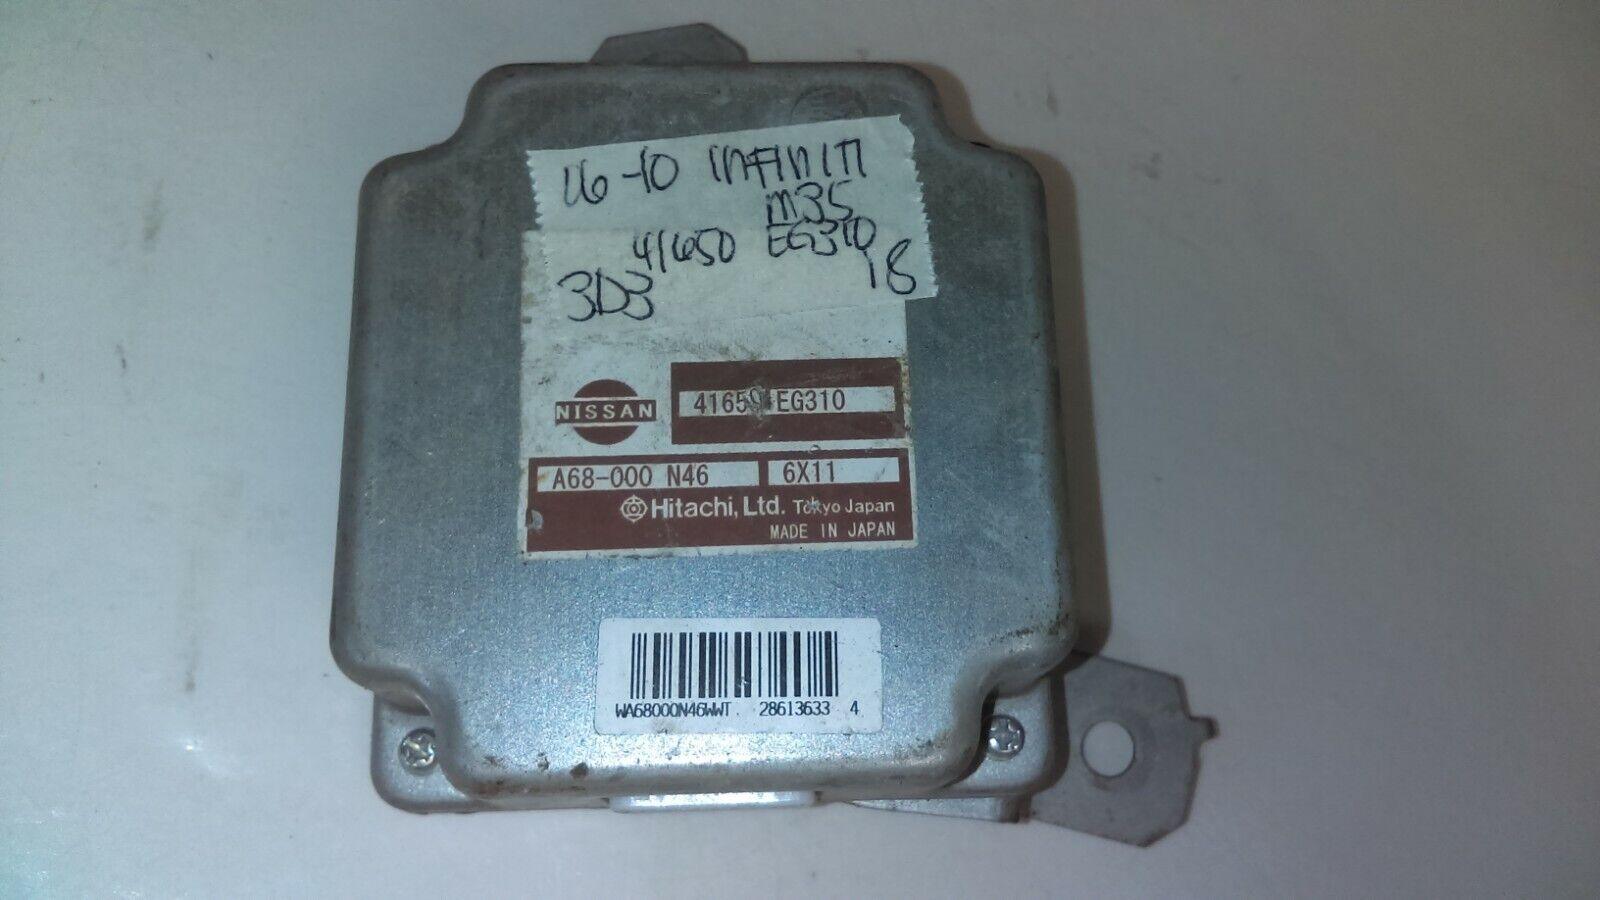 06-10 INFINITI
M35
41650 EG310
3D3 18
NISSAN
41650 EG310
A68-000 N46 6X11
Hitachi, Ltd. Tokyo Japan
MADE IN JAPAN
WA68000N46WWT 28613633 4